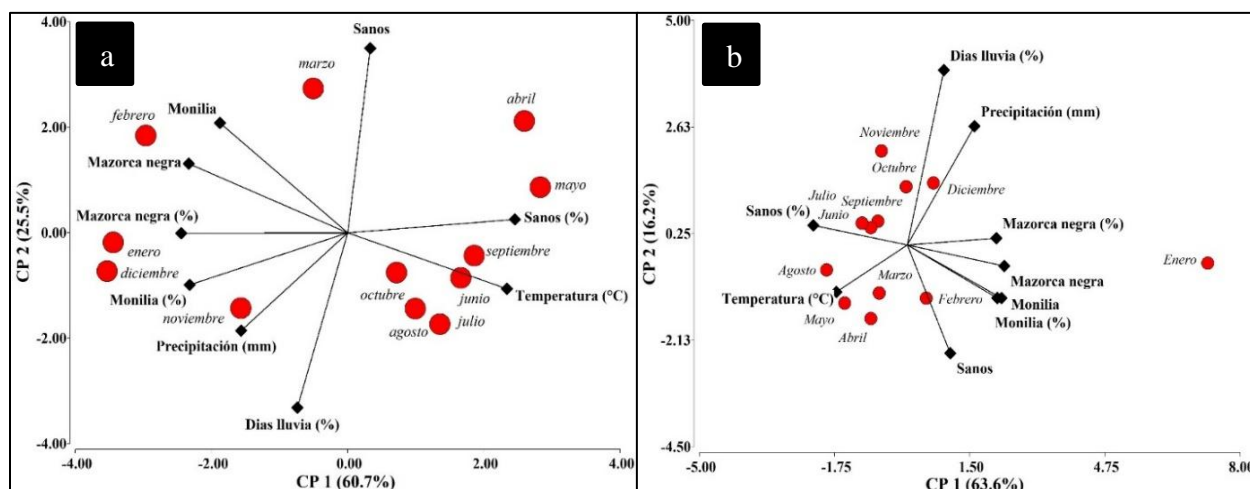 a
4.00
2.00
0.00
-2.00
-4.00
CP 2 (25.5%)
Sanos
marzo
abril
febrero
Monilia
Mazorca negra
mayo
Mazorca negra (%)
Sanos (%)
enero
septiembre
diciembre
octubre
junio
Temperatura (°C)
Monilia (%)
noviembre
agosto
julio
Precipitación (mm)
Dias lluvia (%)
-4.00
-2.00
0.00
2.00
4.00
CP 1 (60.7%)
b
5.00
2.63
0.25
-2.13
-4.50
CP 2 (16.2%)
Dias lluvia (%)
Precipitación (mm)
Noviembre
Octubre
Diciembre
Julio
Septiembre
Sanos (%)
Junio
Mazorca negra (%)
Enero
Agosto
Marzo
Mazorca negra
Temperatura (°C)
Febrero
Monilia
Mayo
Monilia (%)
Abril
Sanos
-5.00
-1.75
1.50
4.75
8.00
CP 1 (63.6%)